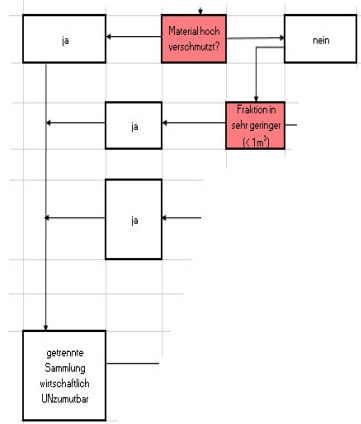 ja
Material hoch
verschmutzt?
nein
ja
Fraktion in
sehr geringer
(< 1m³)
ja
getrennte
Sammlung
wirtschaftlich
UNzumutbar